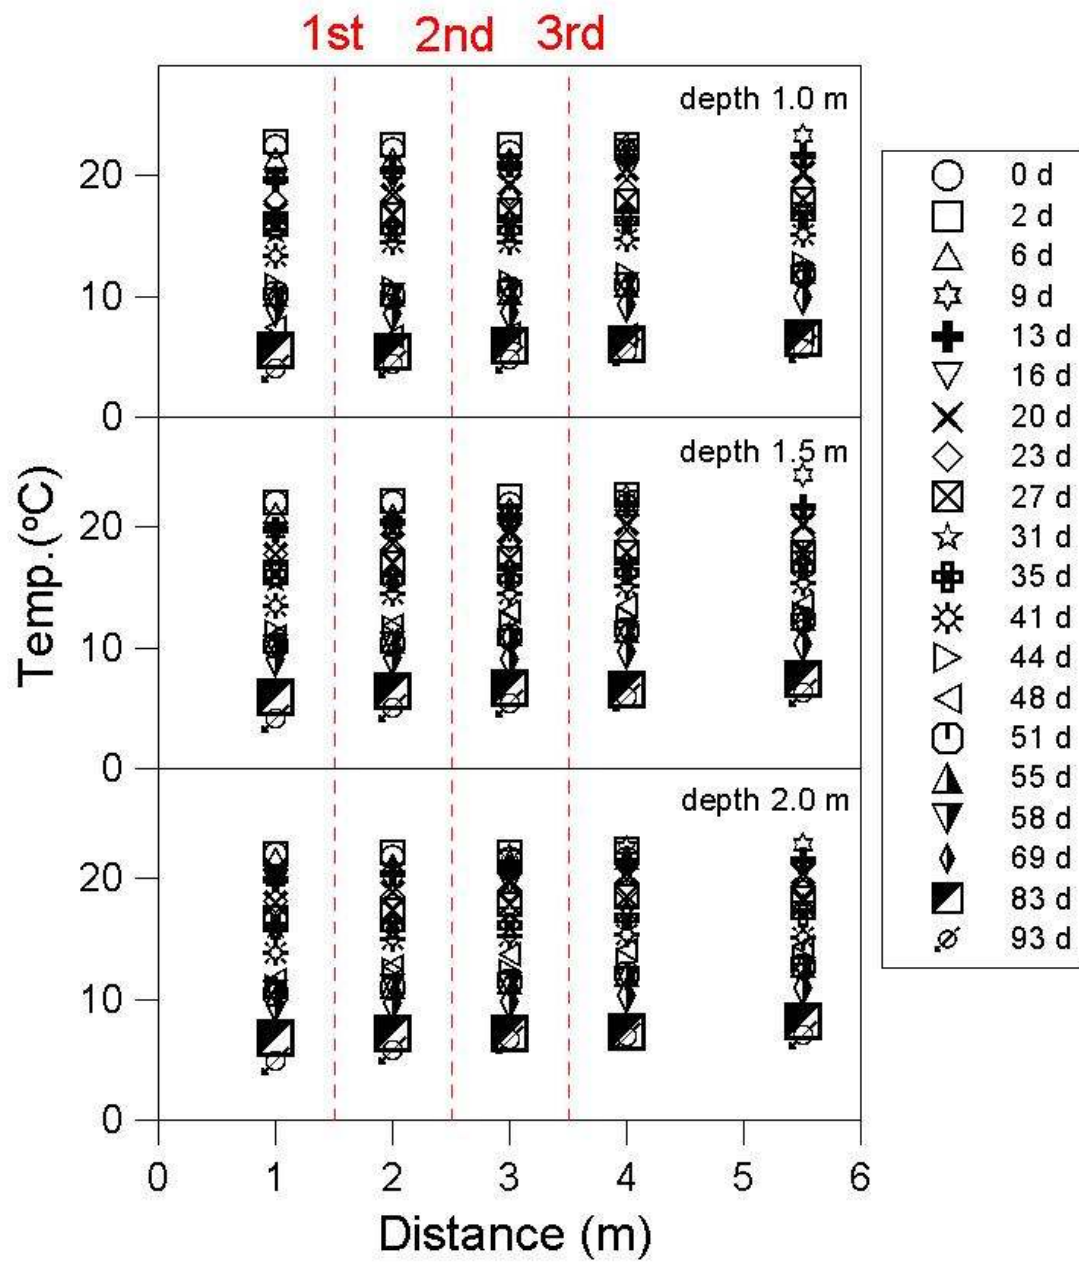 1st 2nd 3rd
depth 1.0 m
20
10
0
depth 1.5 m
20
10
0
depth 2.0 m
20
10
0
0 1 2 3 4 5 6
Distance (m)
Temp.(ºC)
0 d
2 d
6 d
9 d
13 d
16 d
20 d
23 d
27 d
31 d
35 d
41 d
44 d
48 d
51 d
55 d
58 d
69 d
83 d
93 d